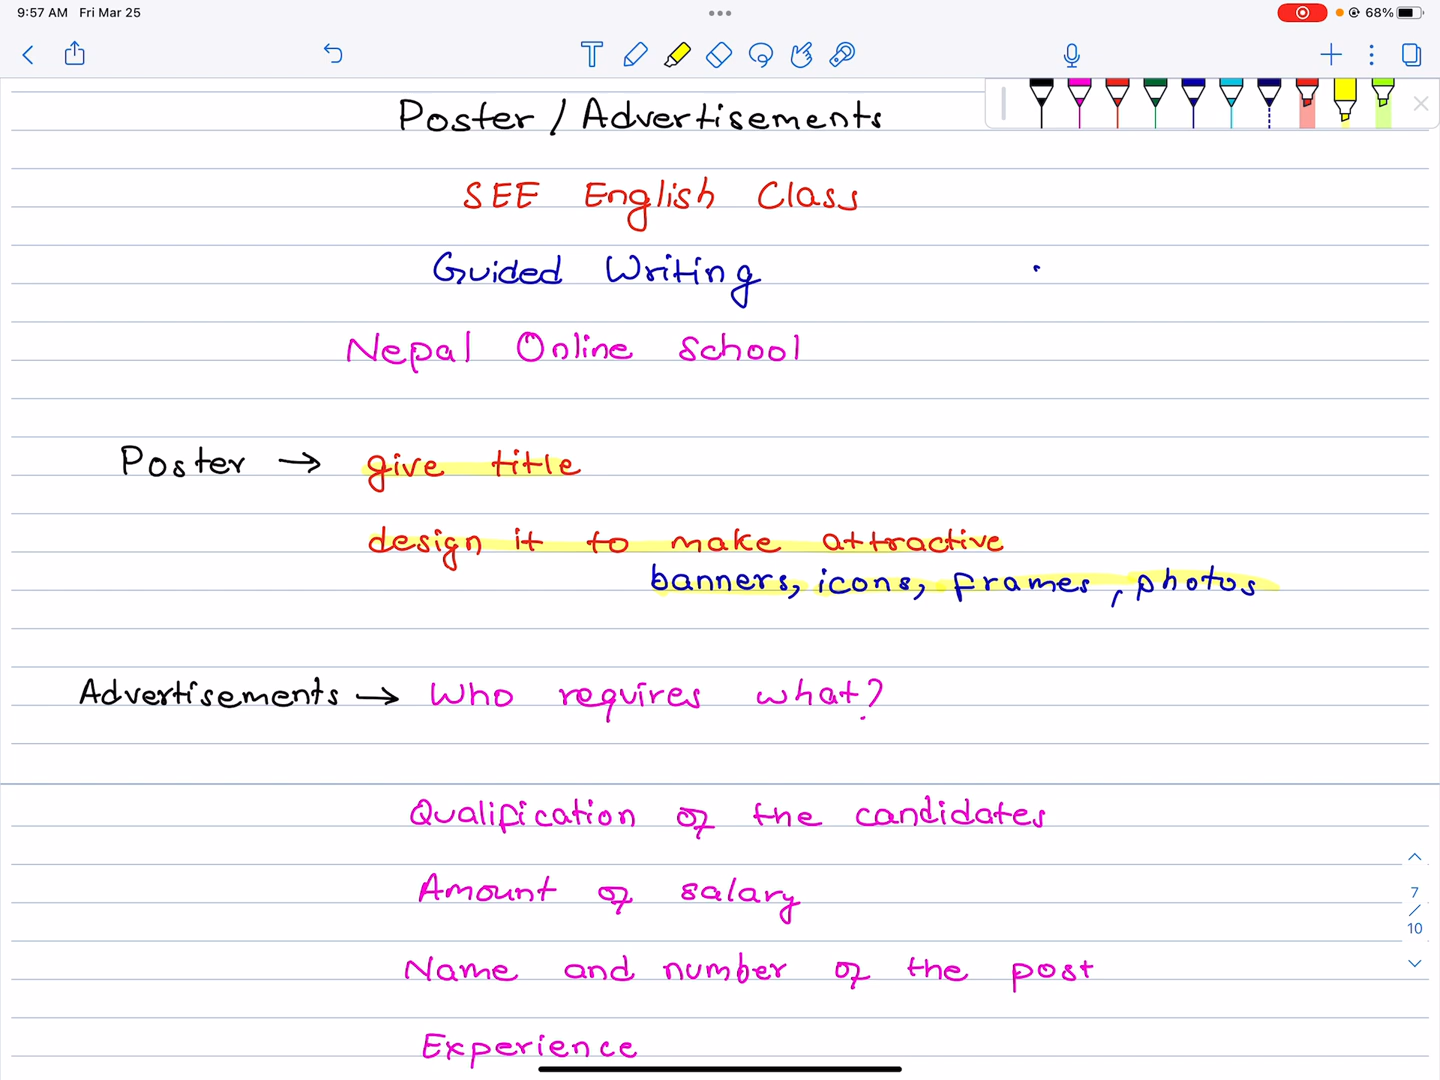 9:57 AM Fri Mar 25
68%
Poster / Advertisements
SEE English Class
Guided Writing
Nepal Online School
Poster → give title
design it to make attractive
banners, icons, frames, photos
Advertisements → Who requires what?
Qualification of the candidates
Amount of salary
7
/
10
Name and number of the post
Experience